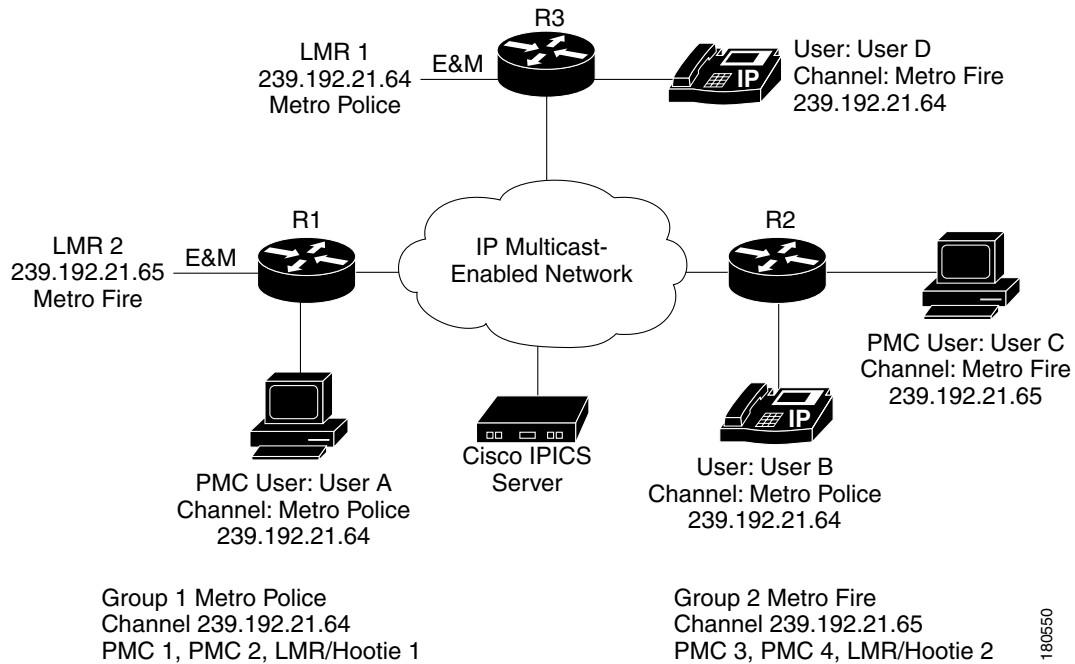 R3
LMR 1
239.192.21.64
Metro Police
E&M
IP
User: User D
Channel: Metro Fire
239.192.21.64
R1
LMR 2
239.192.21.65
Metro Fire
E&M
IP Multicast-
Enabled Network
R2
PMC User: User C
Channel: Metro Fire
239.192.21.65
PMC User: User A
Channel: Metro Police
239.192.21.64
Cisco IPICS
Server
IP
User: User B
Channel: Metro Police
239.192.21.64
Group 1 Metro Police
Channel 239.192.21.64
PMC 1, PMC 2, LMR/Hootie 1
Group 2 Metro Fire
Channel 239.192.21.65
PMC 3, PMC 4, LMR/Hootie 2
180550